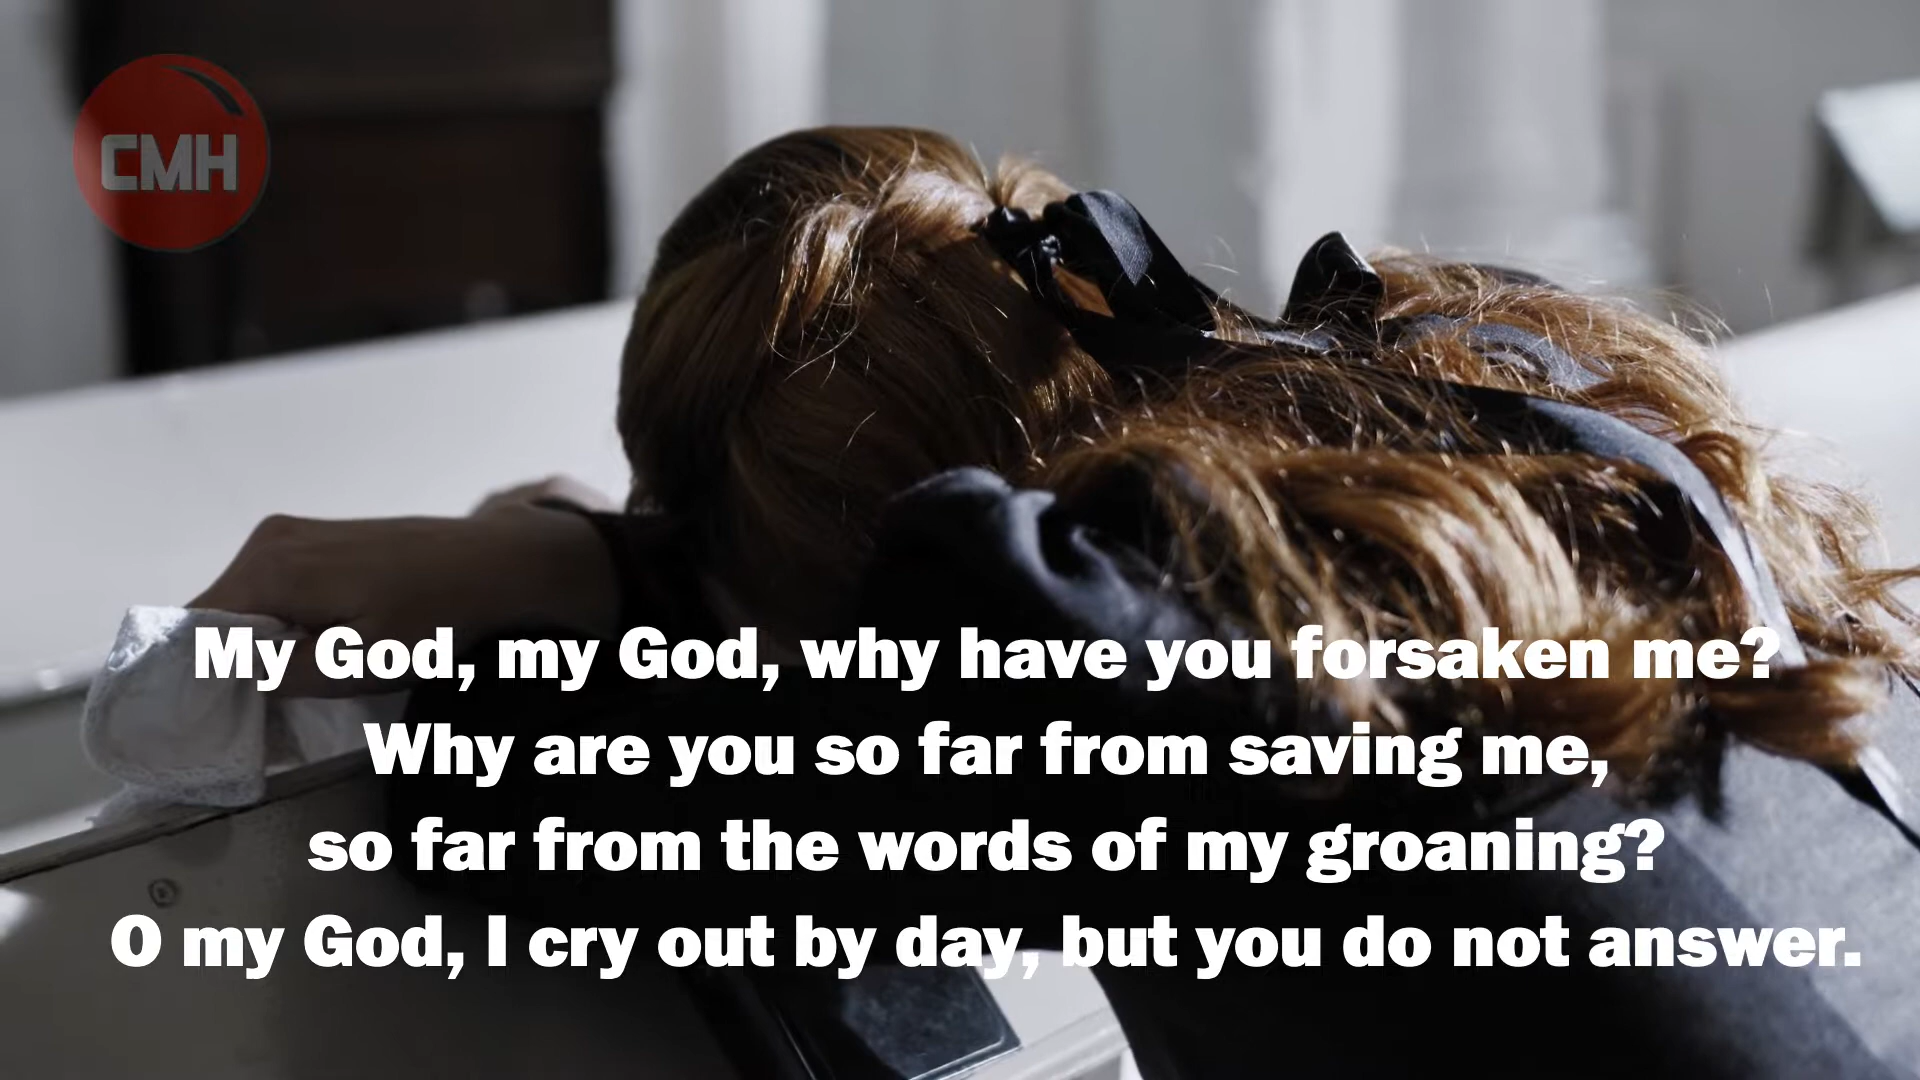 CMH
My God, my God, why have you forsaken me?
Why are you so far from saving me,
so far from the words of my groaning?
O my God, I cry out by day, but you do not answer.